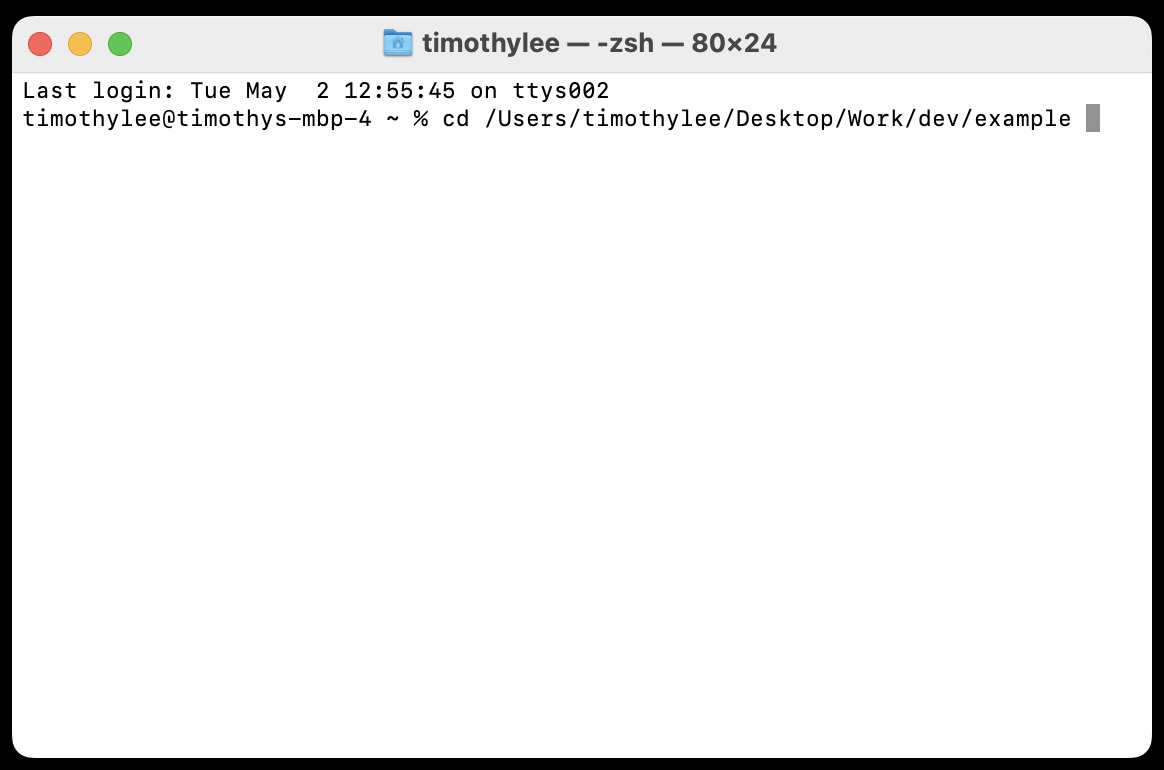 timothylee — -zsh — 80×24
Last login: Tue May  2 12:55:45 on ttys002
timothylee@timothys-mbp-4 ~ % cd /Users/timothylee/Desktop/Work/dev/example